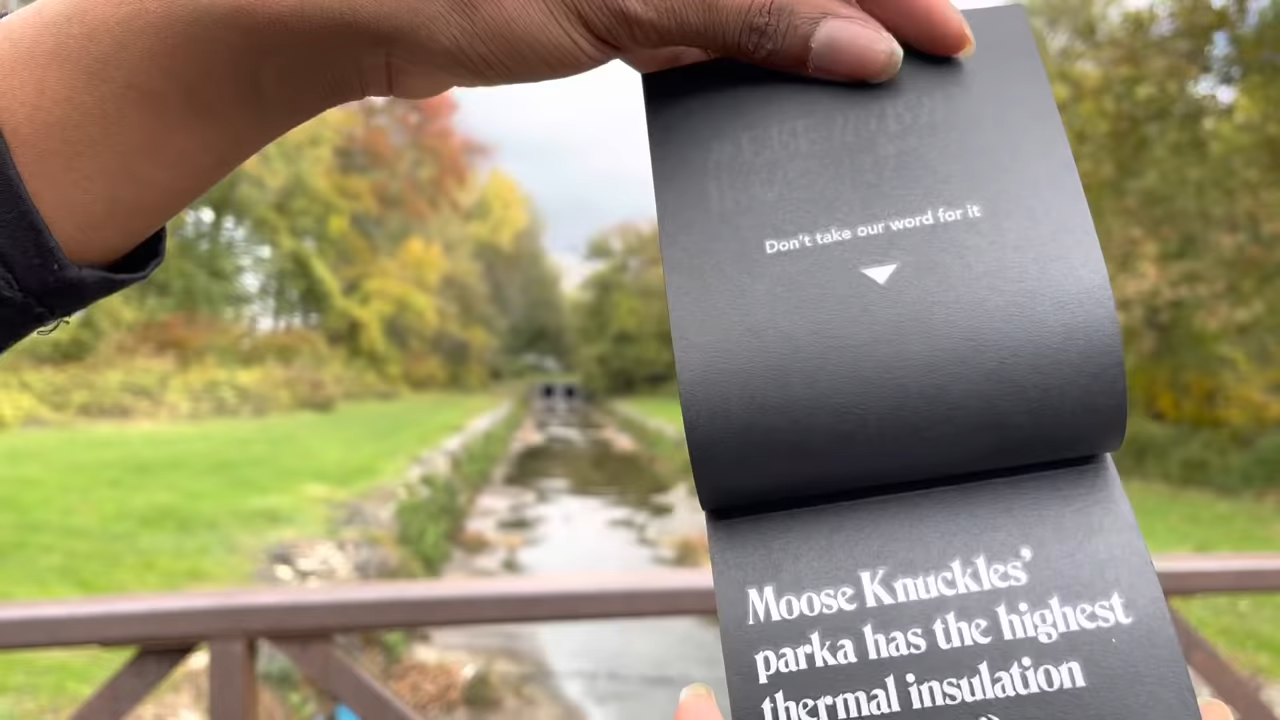 Don't take our word for it
Moose Knuckles'
parka has the highest
thermal insulation